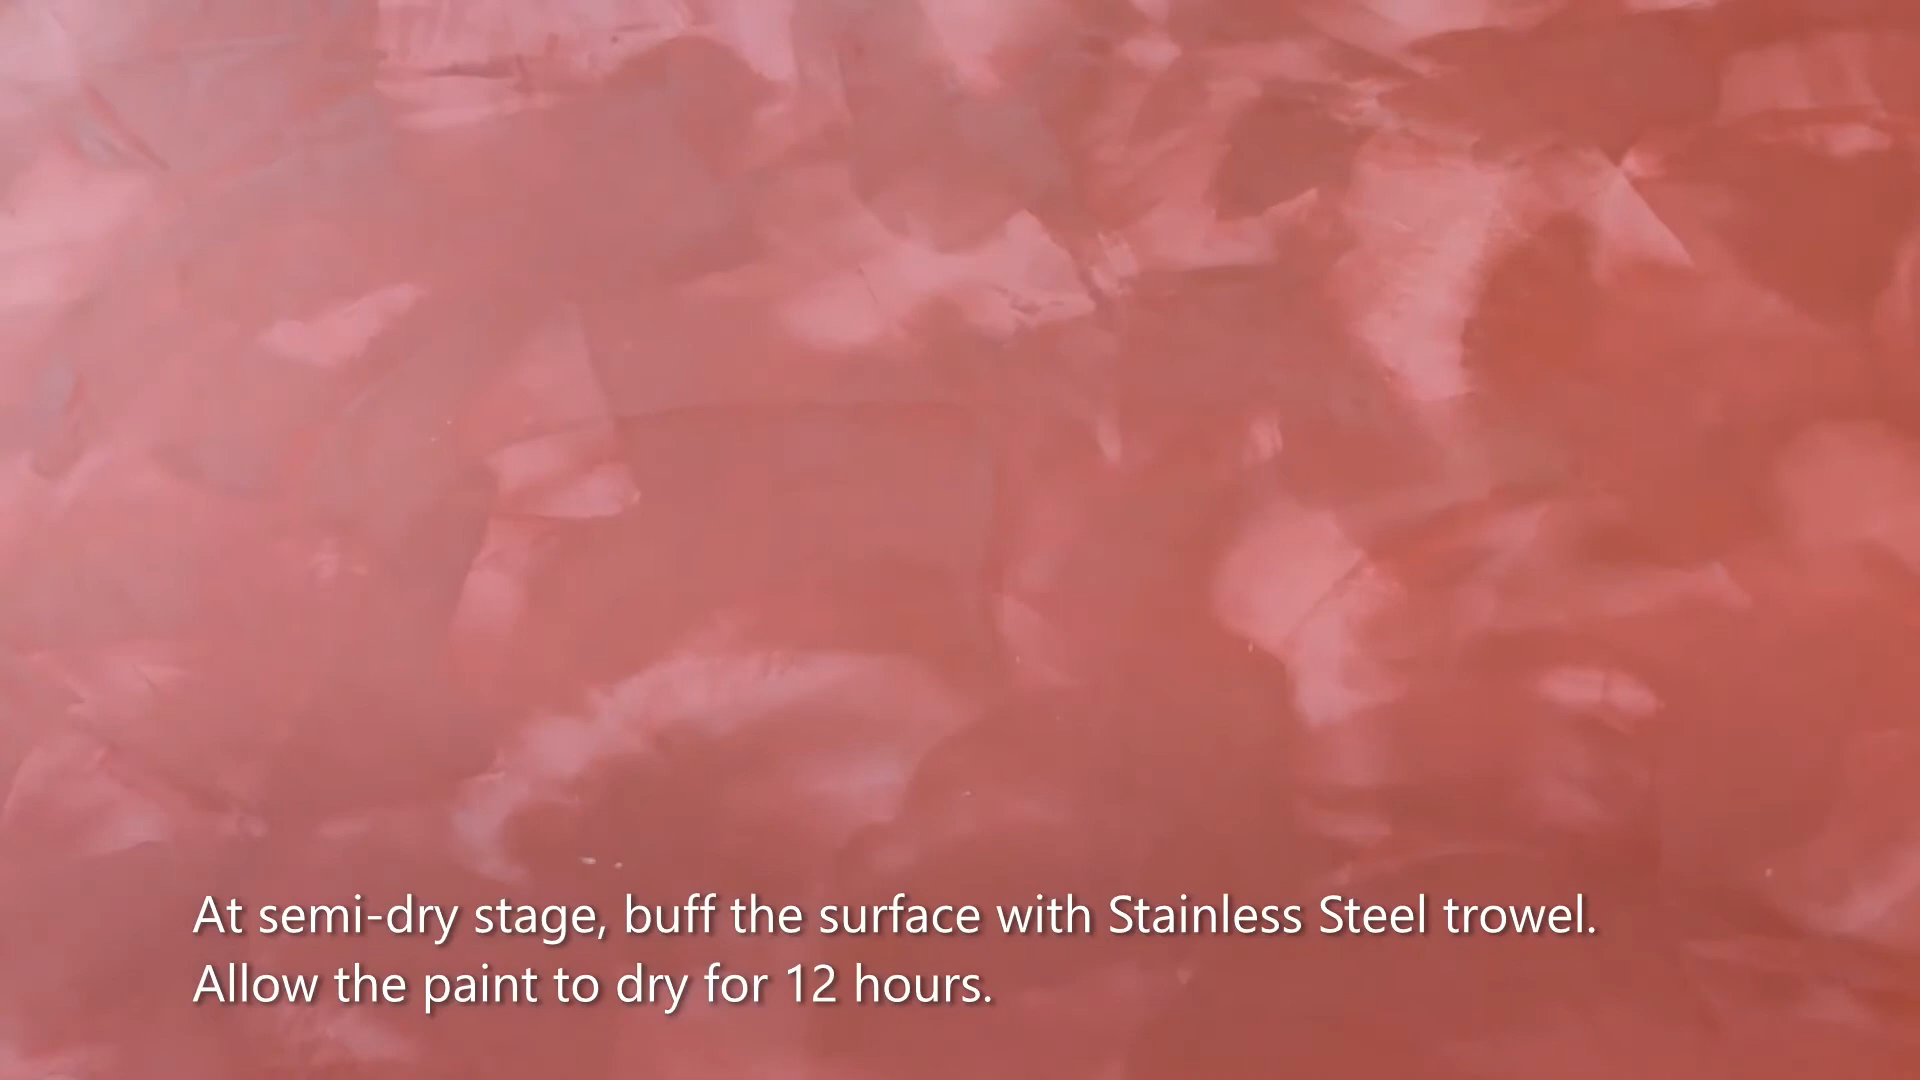 At semi-dry stage, buff the surface with Stainless Steel trowel.
Allow the paint to dry for 12 hours.